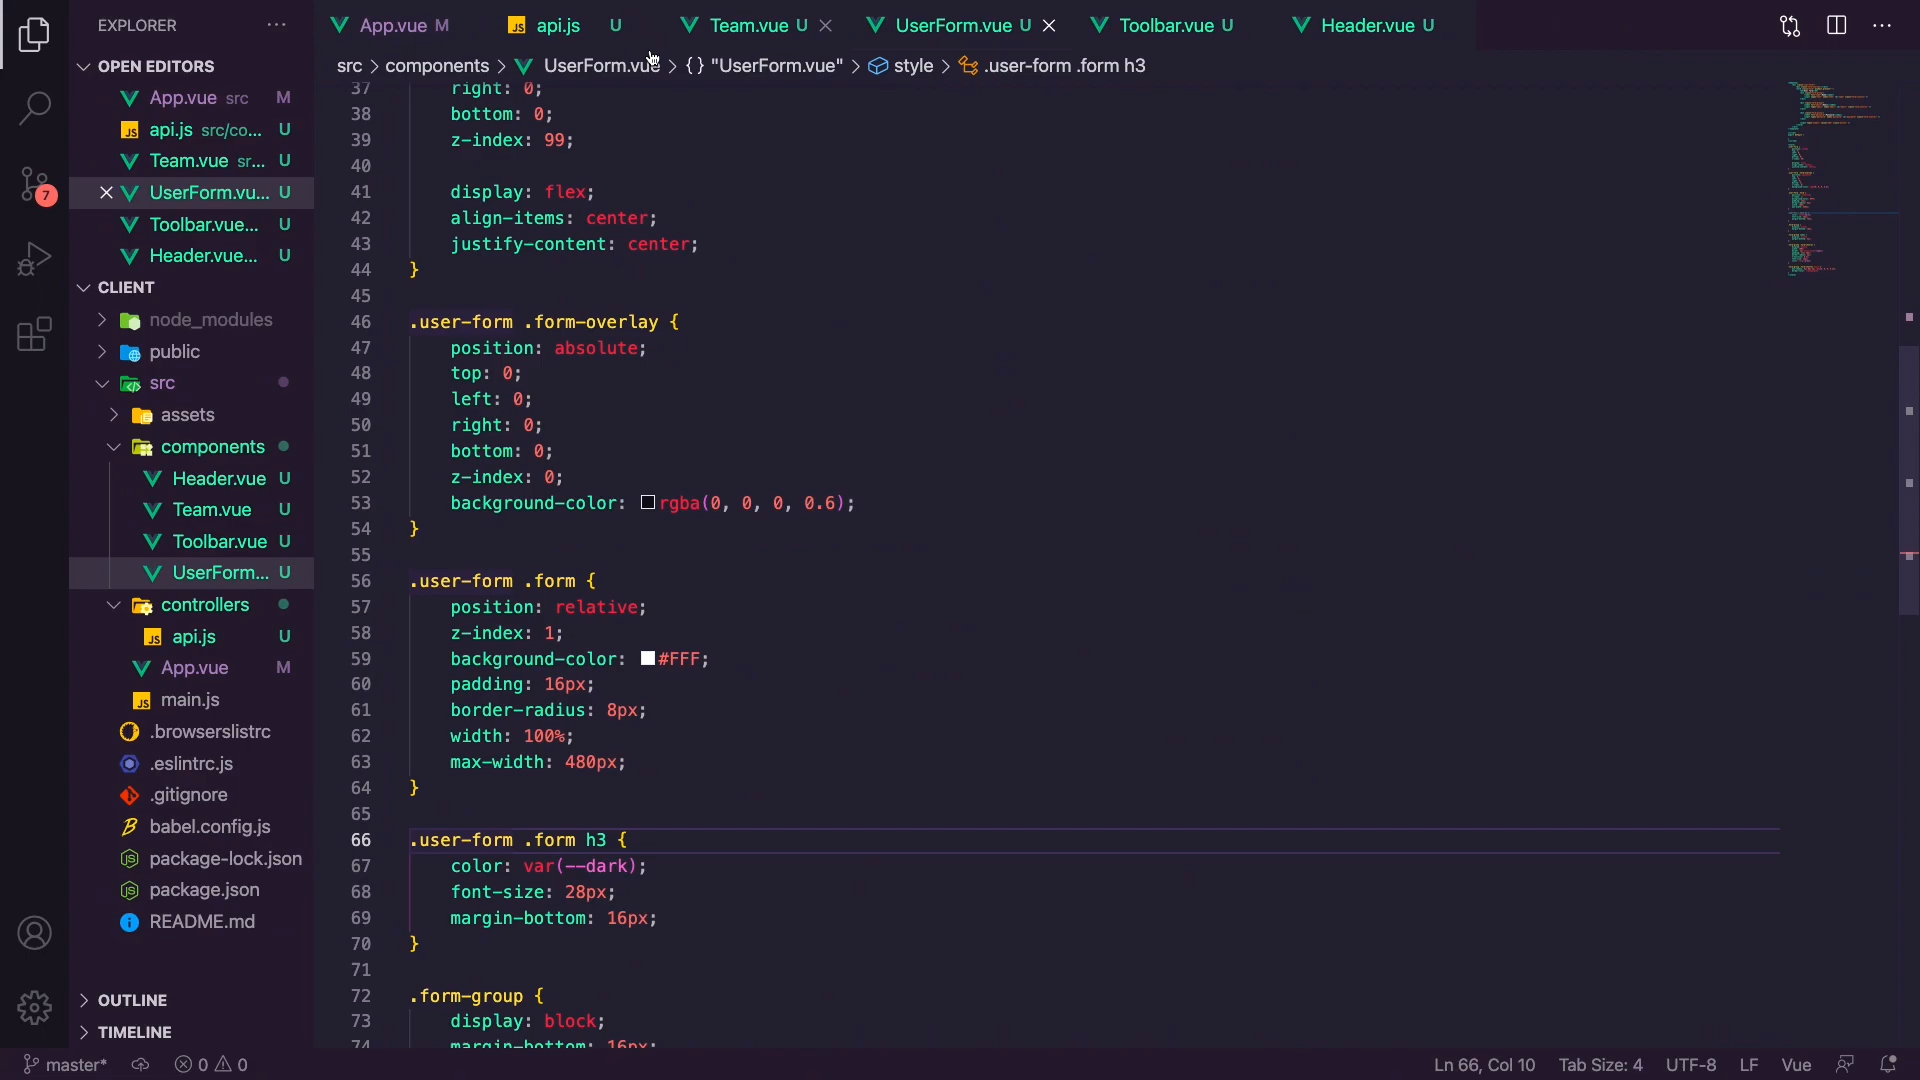 EXPLORER
OPEN EDITORS
App.vue src M
api.js src/co... U
Team.vue sr... U
UserForm.vu... U
Toolbar.vue... U
Header.vue... U
CLIENT
node_modules
public
src
assets
components
Header.vue U
Team.vue U
Toolbar.vue U
UserForm... U
controllers
api.js U
App.vue M
main.js
.browserslistrc
.eslintrc.js
.gitignore
babel.config.js
package-lock.json
package.json
README.md
OUTLINE
TIMELINE
7
App.vue M api.js U Team.vue U UserForm.vue U Toolbar.vue U Header.vue U
src > components > UserForm.vue > {} "UserForm.vue" > style > .user-form .form h3
37 right: 0;
38 bottom: 0;
39 z-index: 99;
40
41 display: flex;
42 align-items: center;
43 justify-content: center;
44 }
45
46 .user-form .form-overlay {
47 position: absolute;
48 top: 0;
49 left: 0;
50 right: 0;
51 bottom: 0;
52 z-index: 0;
53 background-color: rgba(0, 0, 0, 0.6);
54 }
55
56 .user-form .form {
57 position: relative;
58 z-index: 1;
59 background-color: #FFF;
60 padding: 16px;
61 border-radius: 8px;
62 width: 100%;
63 max-width: 480px;
64 }
65
66 .user-form .form h3 {
67 color: var(--dark);
68 font-size: 28px;
69 margin-bottom: 16px;
70 }
71
72 .form-group {
73 display: block;
74 margin-bottom: 16px;
master* 0 0 Ln 66, Col 10 Tab Size: 4 UTF-8 LF Vue